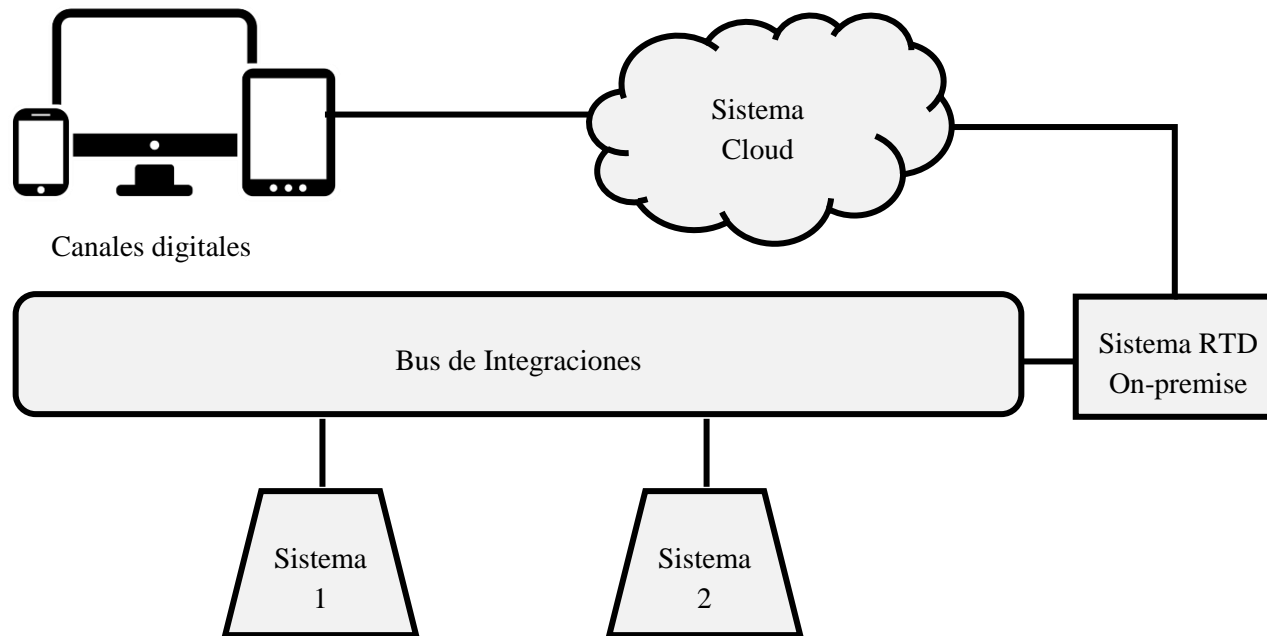 Sistema
Cloud
Canales digitales
Bus de Integraciones
Sistema RTD
On-premise
Sistema
1
Sistema
2